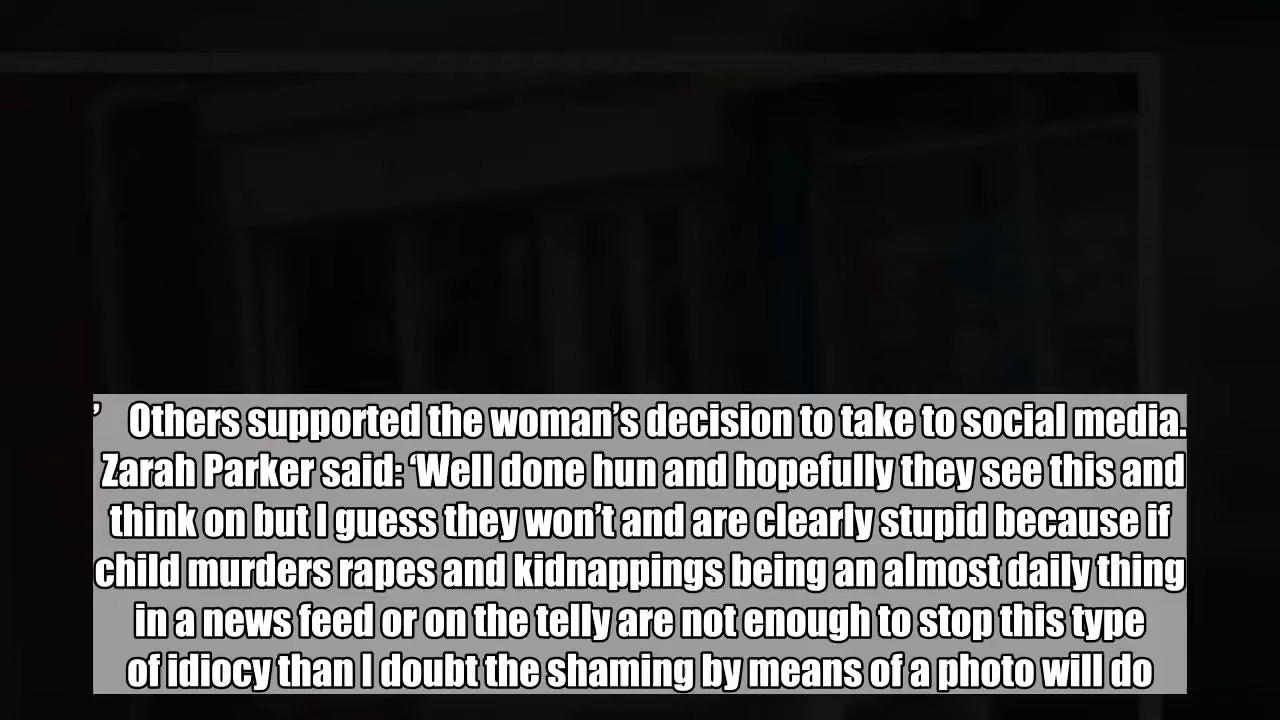 ’ Others supported the woman’s decision to take to social media.
Zarah Parker said: ‘Well done hun and hopefully they see this and
think on but I guess they won’t and are clearly stupid because if
child murders rapes and kidnappings being an almost daily thing
in a news feed or on the telly are not enough to stop this type
of idiocy than I doubt the shaming by means of a photo will do